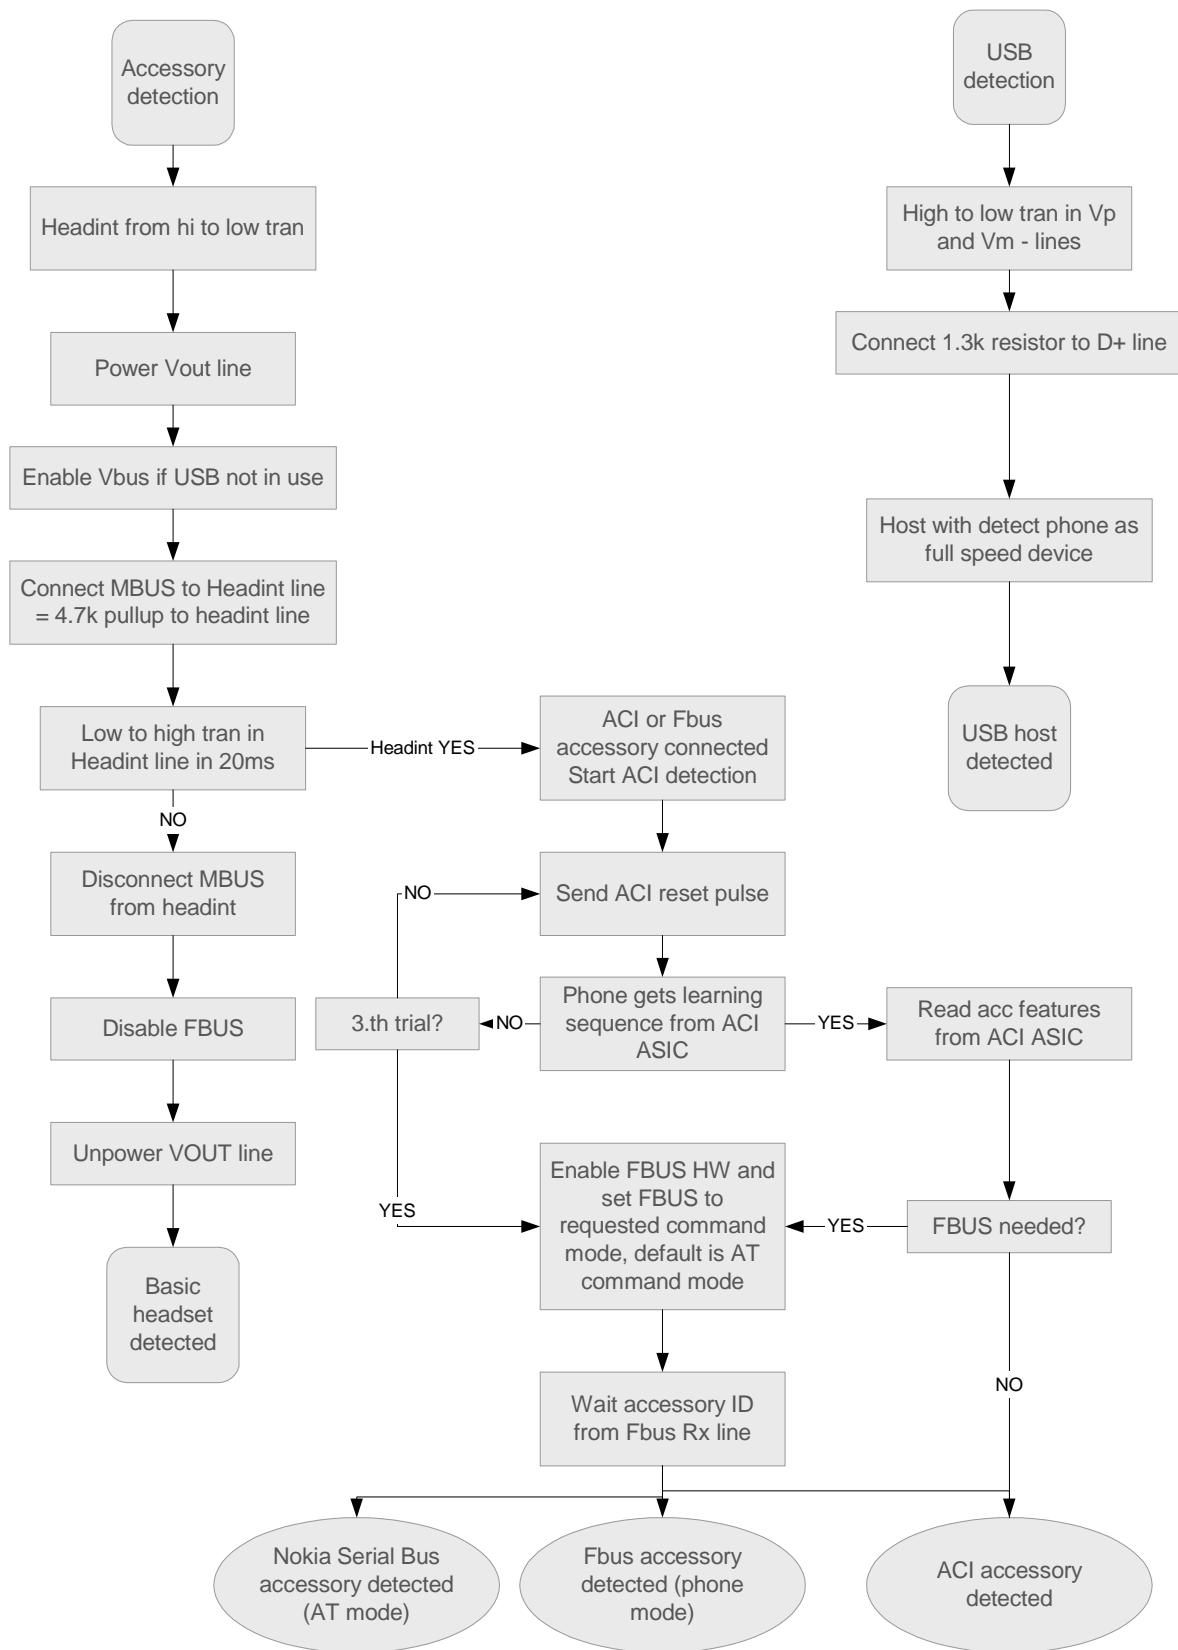 Accessory
detection
Headint from hi to low tran
Power Vout line
Enable Vbus if USB not in use
Connect MBUS to Headint line
= 4.7k pullup to headint line
Low to high tran in
Headint line in 20ms
Headint YES
NO
Disconnect MBUS
from headint
Disable FBUS
Unpower VOUT line
Basic
headset
detected
ACI or Fbus
accessory connected
Start ACI detection
Send ACI reset pulse
NO
Phone gets learning
sequence from ACI
ASIC
NO
3.th trial?
YES
YES
Read acc features
from ACI ASIC
FBUS needed?
YES
NO
Enable FBUS HW and
set FBUS to
requested command
mode, default is AT
command mode
Wait accessory ID
from Fbus Rx line
Nokia Serial Bus
accessory detected
(AT mode)
Fbus accessory
detected (phone
mode)
ACI accessory
detected
USB
detection
High to low tran in Vp
and Vm - lines
Connect 1.3k resistor to D+ line
Host with detect phone as
full speed device
USB host
detected